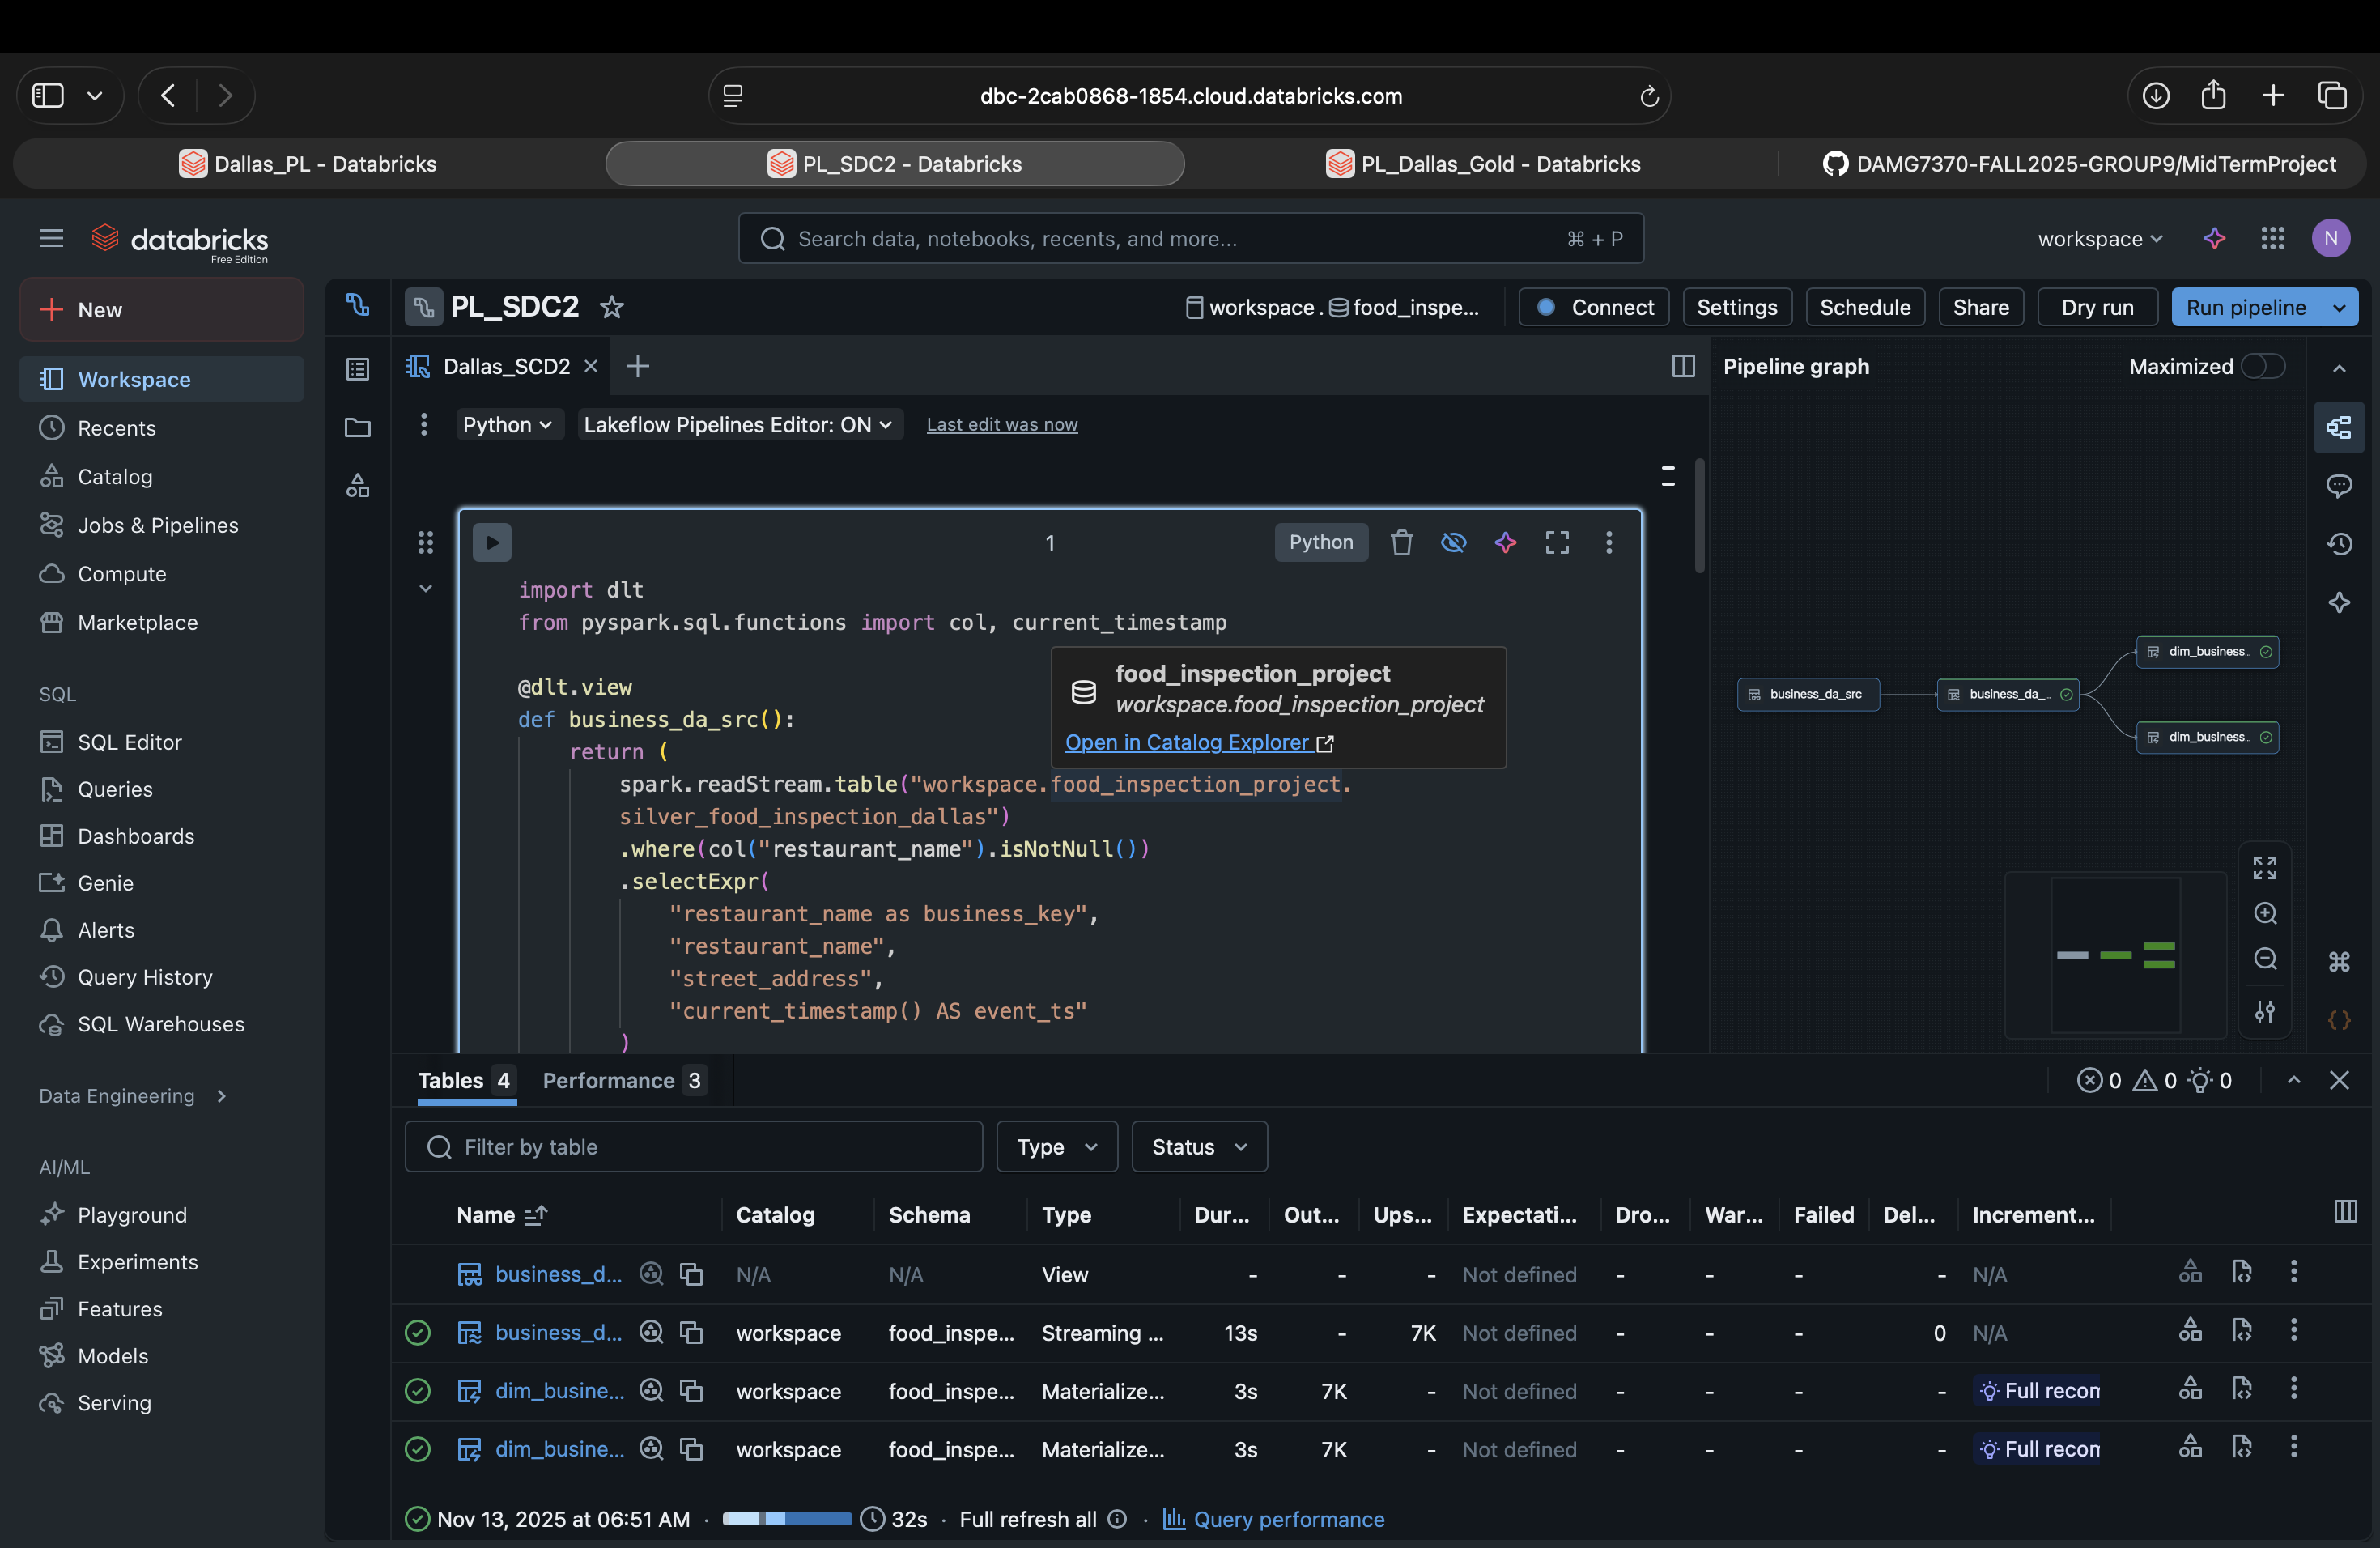 dbc-2cab0868-1854.cloud.databricks.com
Dallas_PL - Databricks
PL_SDC2 - Databricks
PL_Dallas_Gold - Databricks
DAMG7370-FALL2025-GROUP9/MidTermProject
databricks
Free Edition
Search data, notebooks, recents, and more...
⌘ + P
workspace
N
New
Workspace
Recents
Catalog
Jobs & Pipelines
Compute
Marketplace
SQL
SQL Editor
Queries
Dashboards
Genie
Alerts
Query History
SQL Warehouses
Data Engineering
AI/ML
Playground
Experiments
Features
Models
Serving
PL_SDC2
workspace . food_inspe...
Connect
Settings
Schedule
Share
Dry run
Run pipeline
Dallas_SCD2
Python
Lakeflow Pipelines Editor: ON
Last edit was now
1
Python
import dlt
from pyspark.sql.functions import col, current_timestamp
@dlt.view
def business_da_src():
return (
spark.readStream.table("workspace.food_inspection_project.
silver_food_inspection_dallas")
.where(col("restaurant_name").isNotNull())
.selectExpr(
"restaurant_name as business_key",
"restaurant_name",
"street_address",
"current_timestamp() AS event_ts"
)
food_inspection_project
workspace.food_inspection_project
Open in Catalog Explorer
Pipeline graph
Maximized
business_da_src
business_da_...
dim_business...
dim_business...
Tables 4
Performance 3
0 0 0
Filter by table
Type
Status
Name Catalog Schema Type Dur... Out... Ups... Expectati... Dro... War... Failed Del... Increment...
business_d... N/A N/A View - - - Not defined - - - - N/A
business_d... workspace food_inspe... Streaming ... 13s - 7K Not defined - - - 0 N/A
dim_busine... workspace food_inspe... Materialize... 3s 7K - Not defined - - - - Full recom
dim_busine... workspace food_inspe... Materialize... 3s 7K - Not defined - - - - Full recom
Nov 13, 2025 at 06:51 AM · 32s · Full refresh all · Query performance